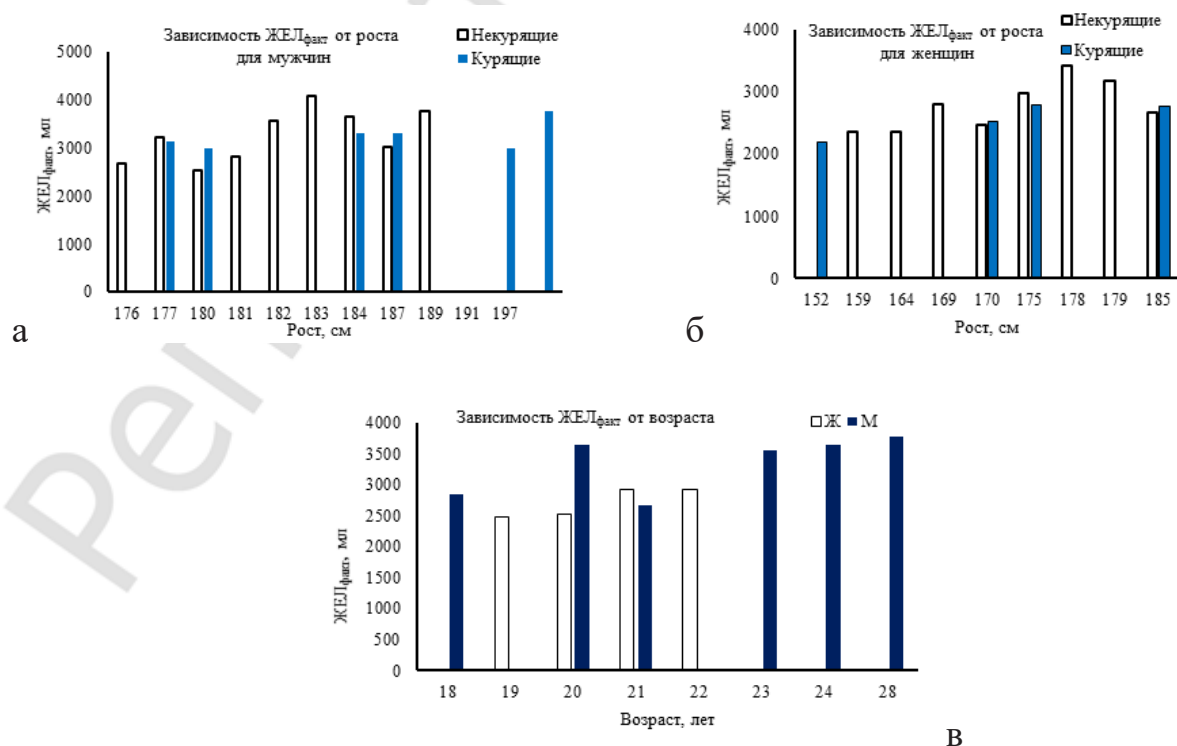 Зависимость ЖЕЛфакт от роста
для мужчин
Некурящие
Курящие
5000
4000
3000
2000
1000
0
ЖЕЛфакт, мл
176 177 180 181 182 183 184 187 189 191 197
Рост, см
а
Зависимость ЖЕЛфакт от роста
для женщин
Некурящие
Курящие
4000
3000
2000
1000
0
ЖЕЛфакт, мл
152 159 164 169 170 175 178 179 185
Рост, см
б
Зависимость ЖЕЛфакт от возраста
Ж М
4000
3500
3000
2500
2000
1500
1000
500
0
ЖЕЛфакт, мл
18 19 20 21 22 23 24 28
Возраст, лет
в